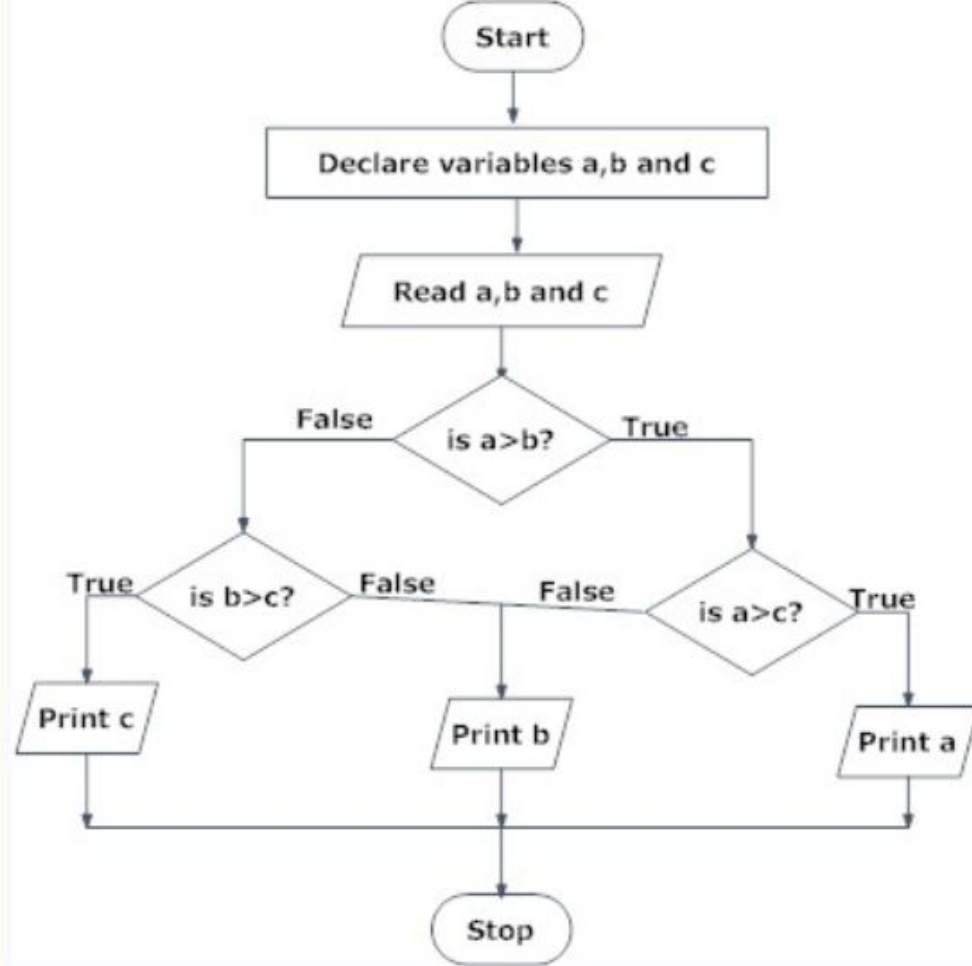 Start
Declare variables a,b and c
Read a,b and c
False
is a>b?
True
True
is b>c?
False
False
is a>c?
True
Print c
Print b
Print a
Stop